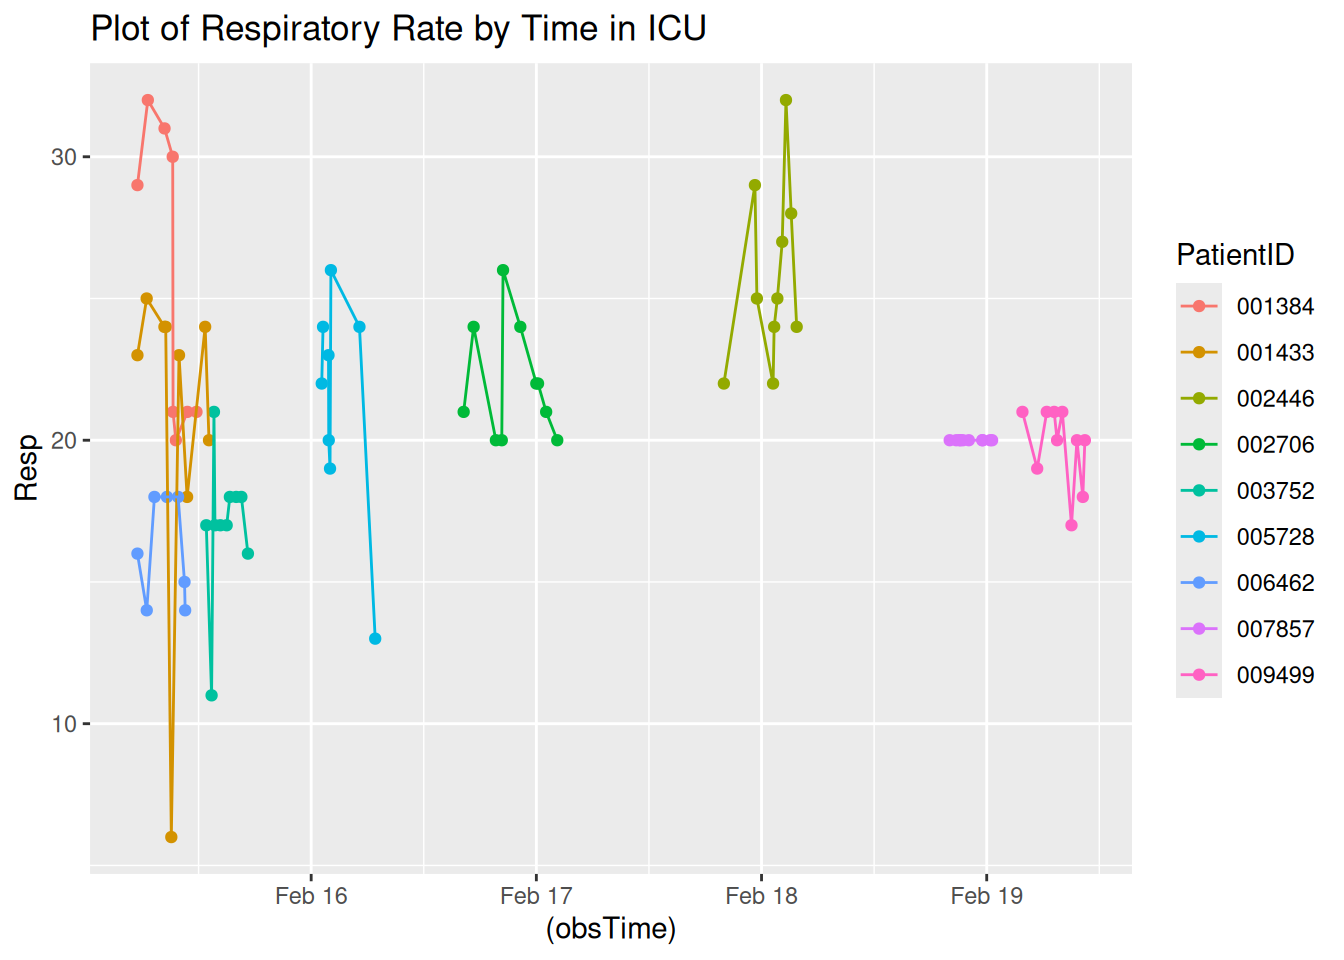 Plot of Respiratory Rate by Time in ICU
Resp
30
20
10
Feb 16
Feb 17
Feb 18
Feb 19
(obsTime)
PatientID
001384
001433
002446
002706
003752
005728
006462
007857
009499